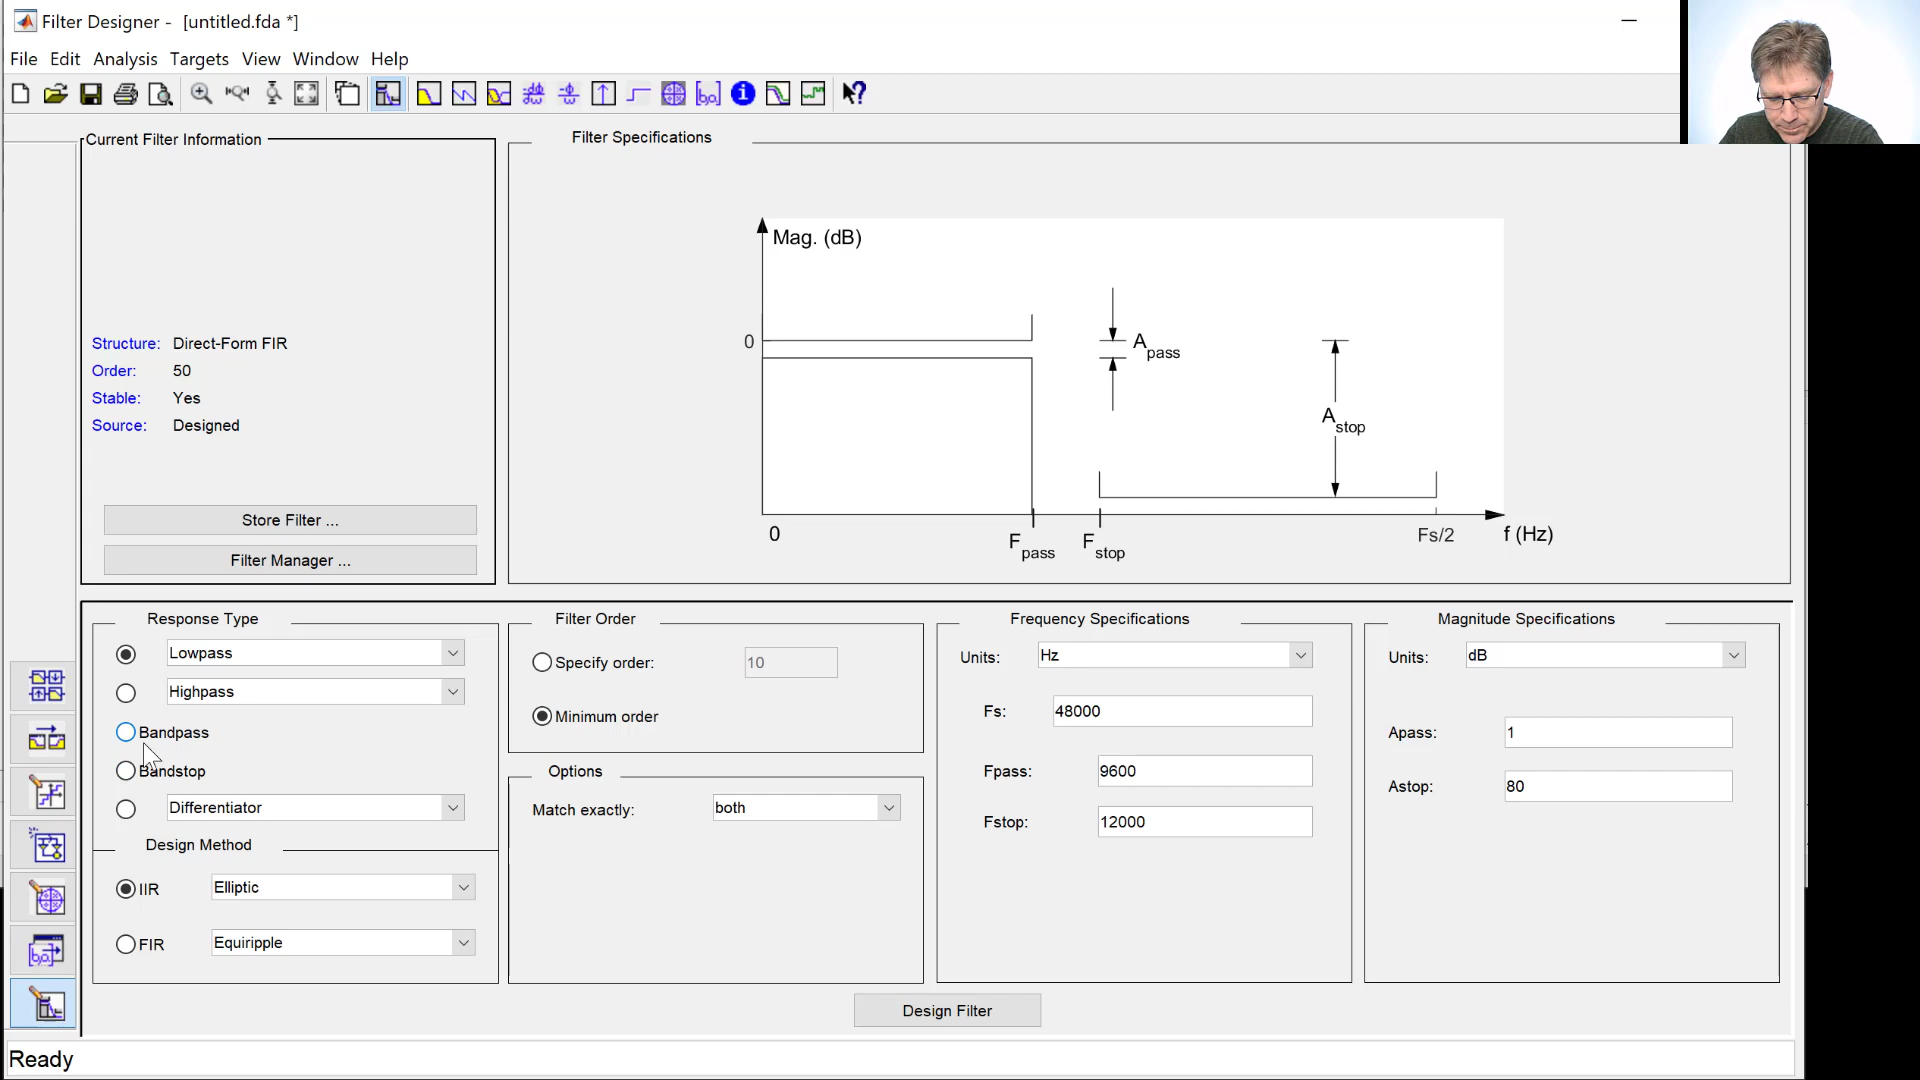 Filter Designer - [untitled.fda *]
File Edit Analysis Targets View Window Help
Current Filter Information
Structure: Direct-Form FIR
Order: 50
Stable: Yes
Source: Designed
Store Filter ...
Filter Manager ...
Filter Specifications
Mag. (dB)
0
A pass
A stop
0
F pass
F stop
Fs/2
f (Hz)
Response Type
Lowpass
Highpass
Bandpass
Bandstop
Differentiator
Design Method
IIR Elliptic
FIR Equiripple
Filter Order
Specify order: 10
Minimum order
Options
Match exactly: both
Frequency Specifications
Units: Hz
Fs: 48000
Fpass: 9600
Fstop: 12000
Magnitude Specifications
Units: dB
Apass: 1
Astop: 80
Design Filter
Ready